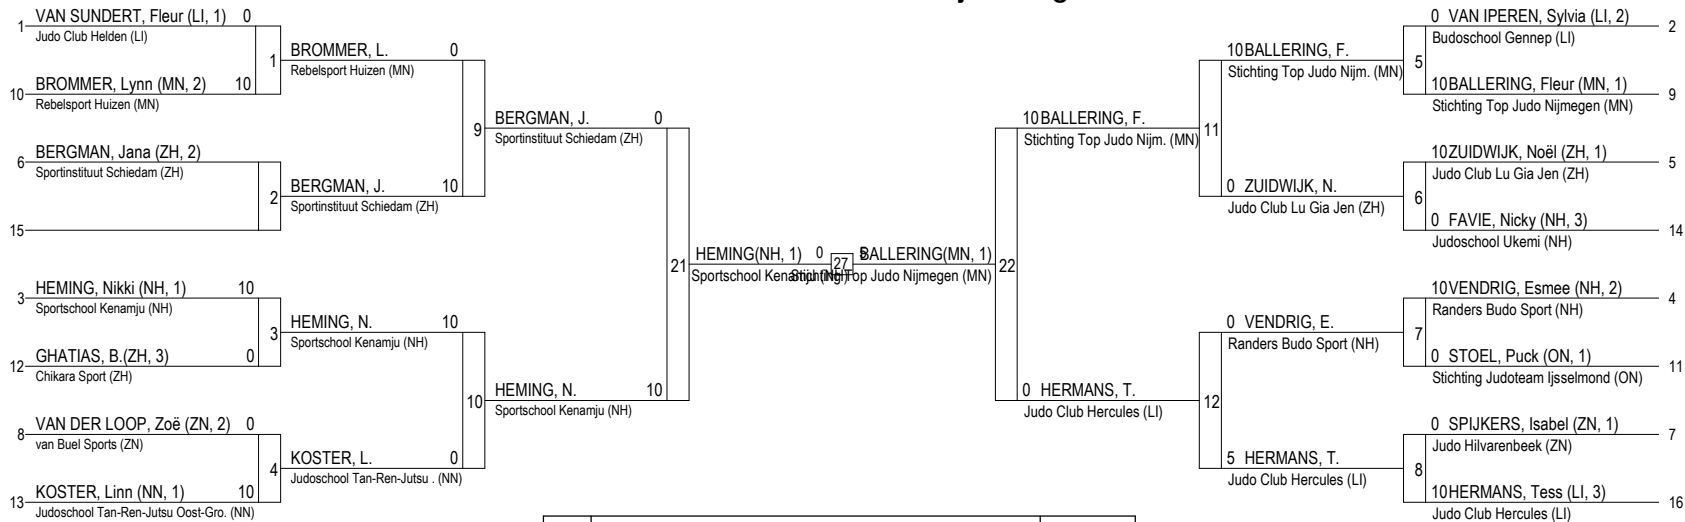 VAN SUNDERT, Fleur (LI, 1) 0
1
Judo Club Helden (LI)
1
BROMMER, L. 0
Rebelsport Huizen (MN)
BROMMER, Lynn (MN, 2) 10
10
Rebelsport Huizen (MN)
9
BERGMAN, J. 0
Sportinstituut Schiedam (ZH)
BERGMAN, Jana (ZH, 2)
6
Sportinstituut Schiedam (ZH)
2
BERGMAN, J. 10
Sportinstituut Schiedam (ZH)
15
21
HEMING(NH, 1) 0
Sportschool Kenamju (NH)
HEMING, Nikki (NH, 1) 10
3
Sportschool Kenamju (NH)
3
HEMING, N. 10
Sportschool Kenamju (NH)
GHATIAS, B.(ZH, 3) 0
12
Chikara Sport (ZH)
10
HEMING, N. 10
Sportschool Kenamju (NH)
VAN DER LOOP, Zoë (ZN, 2) 0
8
van Buel Sports (ZN)
4
KOSTER, L. 0
Judoschool Tan-Ren-Jutsu . (NN)
KOSTER, Linn (NN, 1) 10
13
Judoschool Tan-Ren-Jutsu Oost-Gro. (NN)
27
5 BALLERING(MN, 1)
Stichting Top Judo Nijmegen (MN)
22
10 BALLERING, F.
Stichting Top Judo Nijm. (MN)
11
10 BALLERING, F.
Stichting Top Judo Nijm. (MN)
5
0 VAN IPEREN, Sylvia (LI, 2)
2
Budoschool Gennep (LI)
10 BALLERING, Fleur (MN, 1)
9
Stichting Top Judo Nijmegen (MN)
0 ZUIDWIJK, N.
Judo Club Lu Gia Jen (ZH)
6
10 ZUIDWIJK, Noël (ZH, 1)
5
Judo Club Lu Gia Jen (ZH)
0 FAVIE, Nicky (NH, 3)
14
Judoschool Ukemi (NH)
0 HERMANS, T.
Judo Club Hercules (LI)
12
0 VENDRIG, E.
Randers Budo Sport (NH)
7
10 VENDRIG, Esmee (NH, 2)
4
Randers Budo Sport (NH)
0 STOEL, Puck (ON, 1)
11
Stichting Judoteam Ijsselmond (ON)
5 HERMANS, T.
Judo Club Hercules (LI)
8
0 SPIJKERS, Isabel (ZN, 1)
7
Judo Hilvarenbeek (ZN)
10 HERMANS, Tess (LI, 3)
16
Judo Club Hercules (LI)